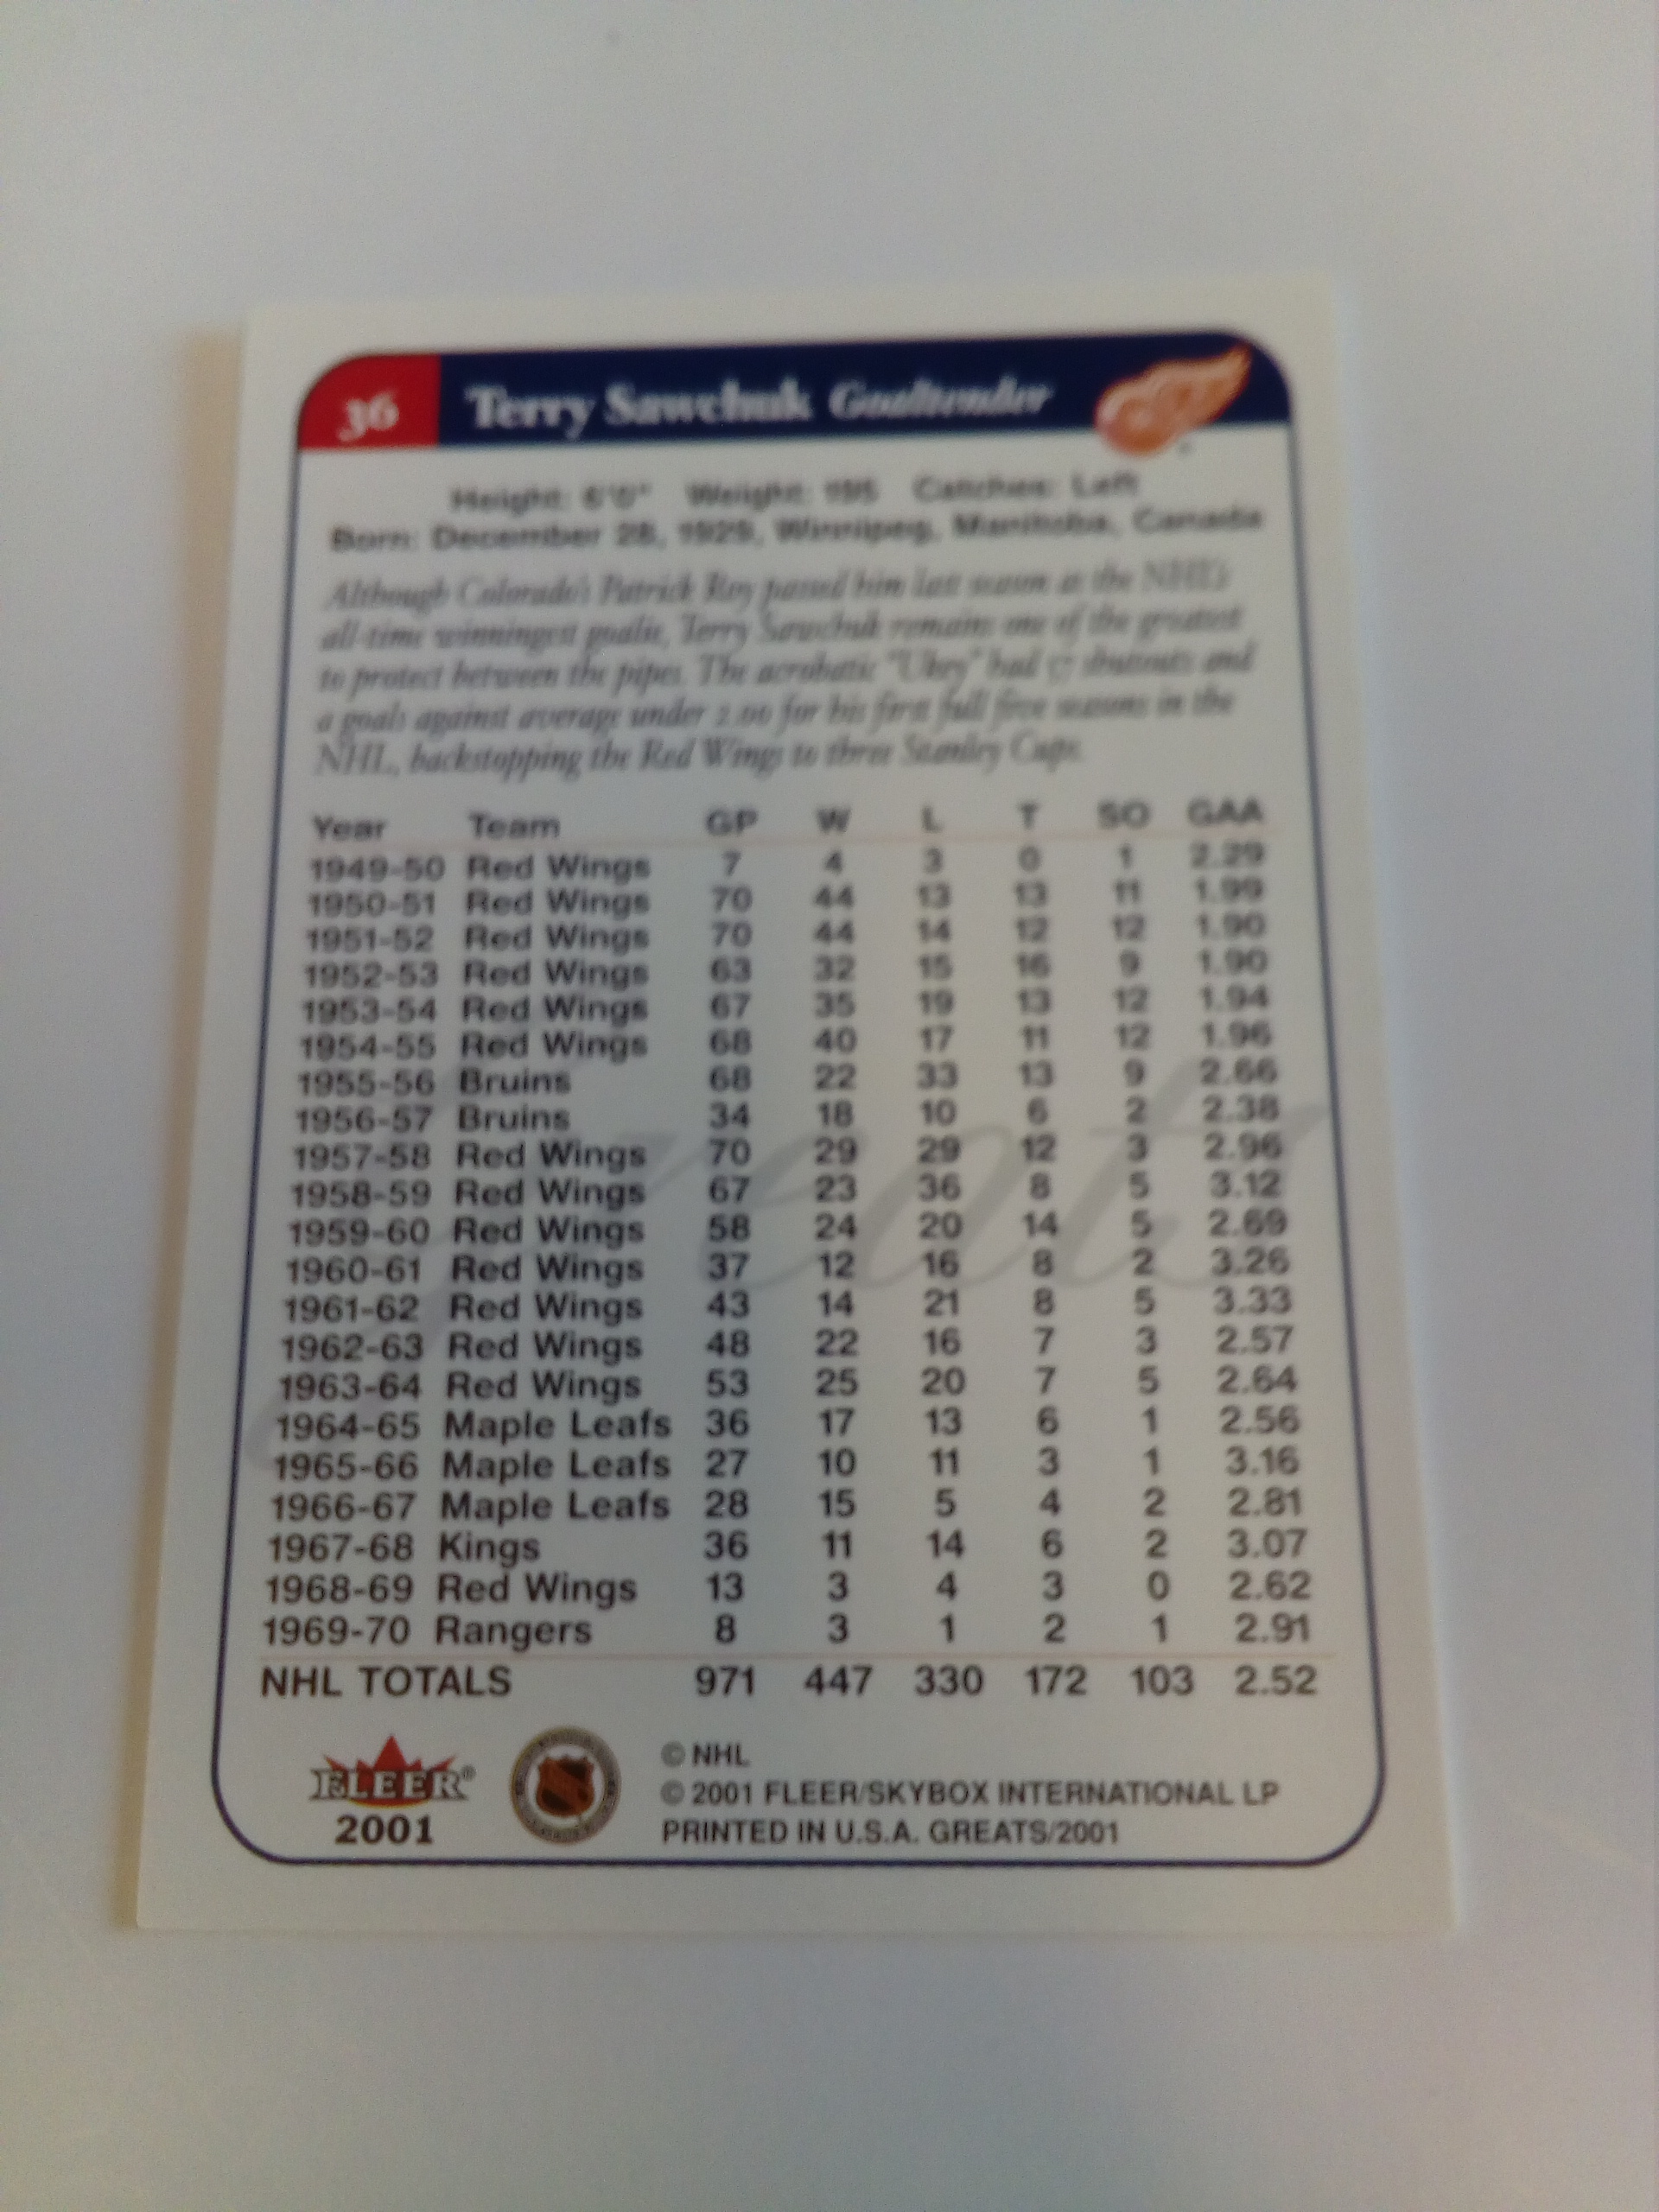 36 Terry Sawchuk Goaltender
Height: 6'0" Weight: 195 Catches: Left
Born: December 28, 1929, Winnipeg, Manitoba, Canada
Although Colorado's Patrick Roy passed him last season as the NHL's
all-time winningest goalie, Terry Sawchuk remains one of the greatest
to protect between the pipes. The acrobatic "Ukey" had 57 shutouts and
a goals against average under 2.00 for his first full five seasons in the
NHL, backstopping the Red Wings to three Stanley Cups.
Year Team GP W L T SO GAA
1949-50 Red Wings 7 4 3 0 1 2.29
1950-51 Red Wings 70 44 13 13 11 1.99
1951-52 Red Wings 70 44 14 12 12 1.90
1952-53 Red Wings 63 32 15 16 9 1.90
1953-54 Red Wings 67 35 19 13 12 1.94
1954-55 Red Wings 68 40 17 11 12 1.96
1955-56 Bruins 68 22 33 13 9 2.66
1956-57 Bruins 34 18 10 6 2 2.38
1957-58 Red Wings 70 29 29 12 3 2.96
1958-59 Red Wings 67 23 36 8 5 3.12
1959-60 Red Wings 58 24 20 14 5 2.69
1960-61 Red Wings 37 12 16 8 2 3.26
1961-62 Red Wings 43 14 21 8 5 3.33
1962-63 Red Wings 48 22 16 7 3 2.57
1963-64 Red Wings 53 25 20 7 5 2.64
1964-65 Maple Leafs 36 17 13 6 1 2.56
1965-66 Maple Leafs 27 10 11 3 1 3.16
1966-67 Maple Leafs 28 15 5 4 2 2.81
1967-68 Kings 36 11 14 6 2 3.07
1968-69 Red Wings 13 3 4 3 0 2.62
1969-70 Rangers 8 3 1 2 1 2.91
NHL TOTALS 971 447 330 172 103 2.52
FLEER®
2001
© NHL
© 2001 FLEER/SKYBOX INTERNATIONAL LP
PRINTED IN U.S.A. GREATS/2001